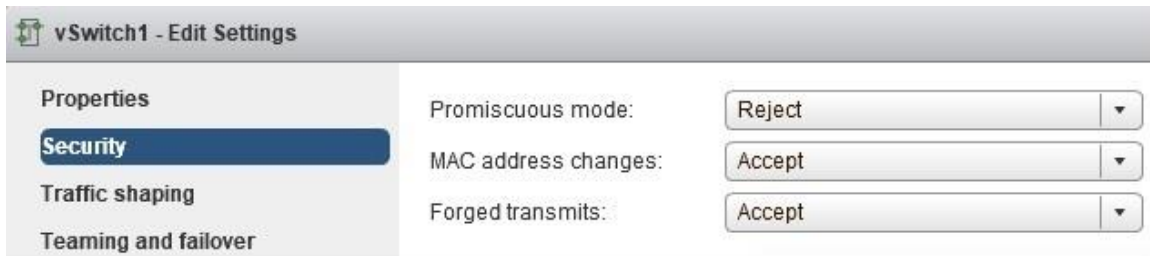 vSwitch1 - Edit Settings
Properties
Security
Traffic shaping
Teaming and failover
Promiscuous mode: Reject
MAC address changes: Accept
Forged transmits: Accept